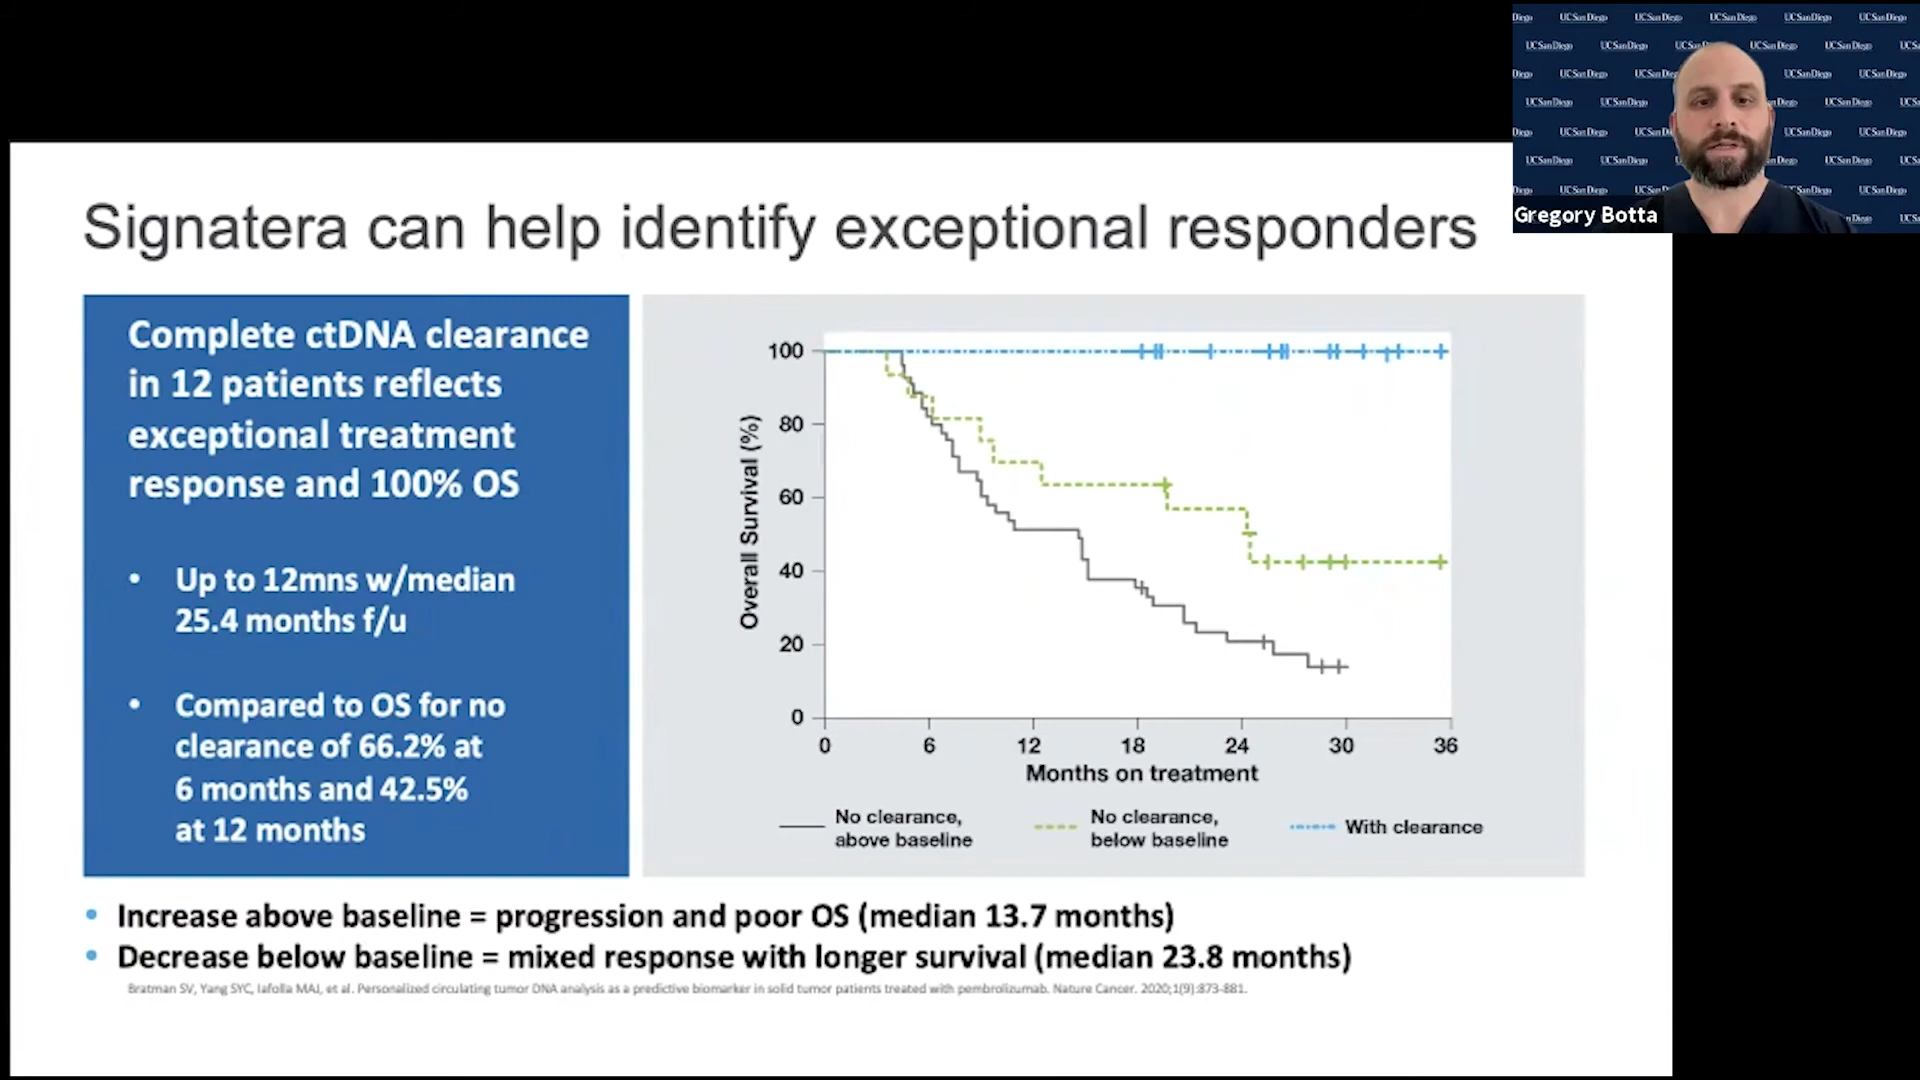 UC San Diego
Gregory Botta
Signatera can help identify exceptional responders
Complete ctDNA clearance
in 12 patients reflects
exceptional treatment
response and 100% OS
• Up to 12mns w/median
25.4 months f/u
• Compared to OS for no
clearance of 66.2% at
6 months and 42.5%
at 12 months
Overall Survival (%)
100
80
60
40
20
0
0 6 12 18 24 30 36
Months on treatment
No clearance,
above baseline
No clearance,
below baseline
With clearance
• Increase above baseline = progression and poor OS (median 13.7 months)
• Decrease below baseline = mixed response with longer survival (median 23.8 months)
Bratman SV, Yang SYC, Iafolla MAJ, et al. Personalized circulating tumor DNA analysis as a predictive biomarker in solid tumor patients treated with pembrolizumab. Nature Cancer. 2020;1(9):873-881.